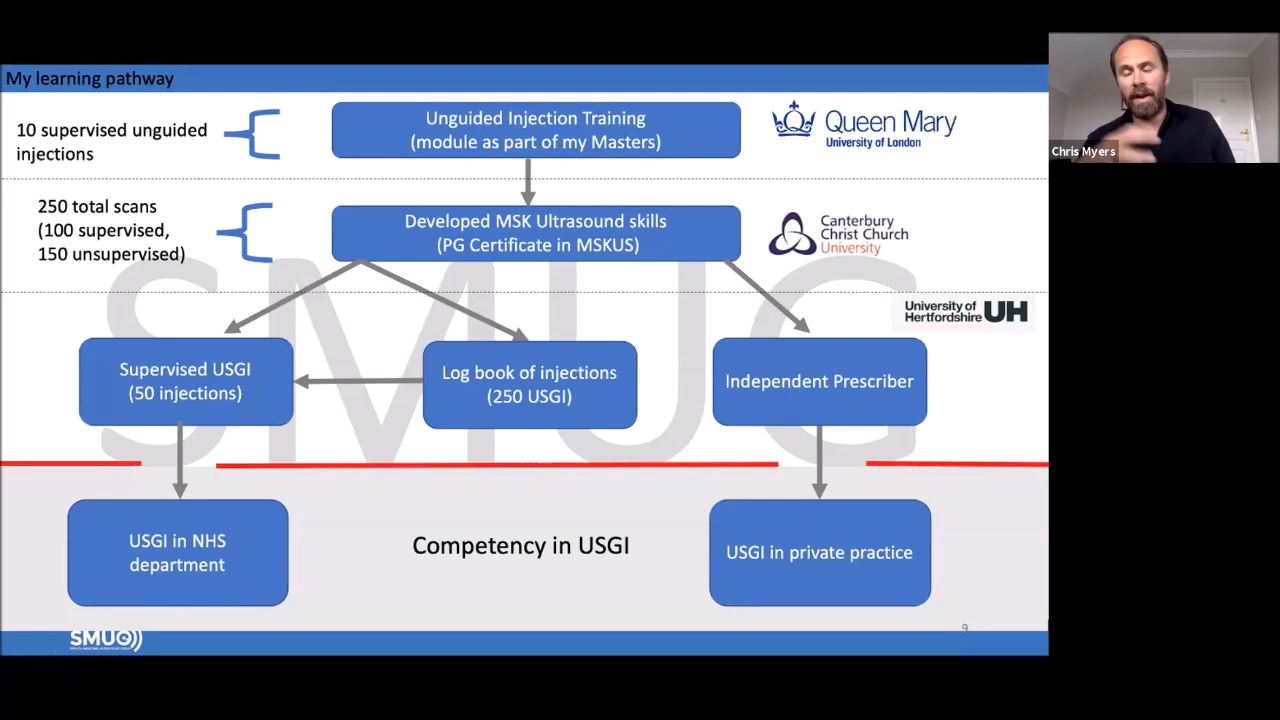 My learning pathway
10 supervised unguided
injections
Unguided Injection Training
(module as part of my Masters)
Queen Mary
University of London
Chris Myers
250 total scans
(100 supervised,
150 unsupervised)
Developed MSK Ultrasound skills
(PG Certificate in MSKUS)
Canterbury
Christ Church
University
SMUG
University of
Hertfordshire UH
Supervised USGI
(50 injections)
Log book of injections
(250 USGI)
Independent Prescriber
USGI in NHS
department
Competency in USGI
USGI in private practice
9
SMUG